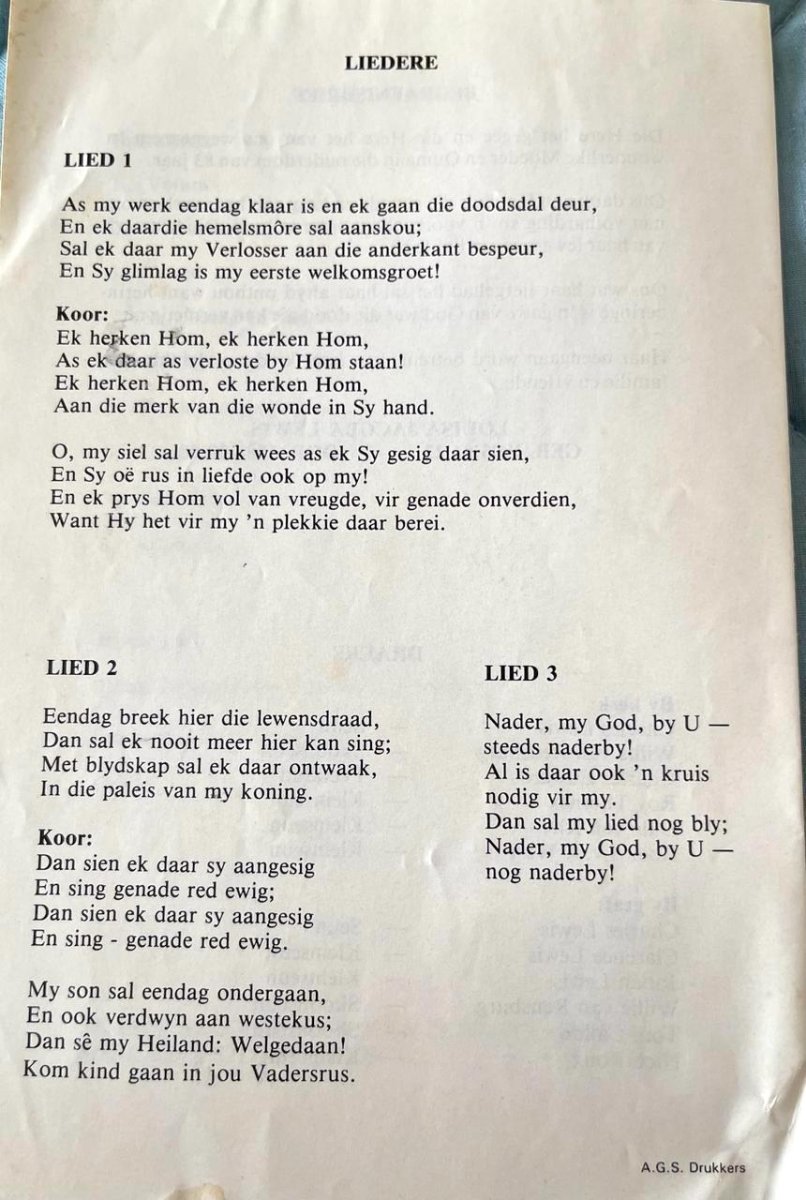 LIEDERE
LIED 1
As my werk eendag klaar is en ek gaan die doodsdal deur,
En ek daardie hemelsmôre sal aanskou;
Sal ek daar my Verlosser aan die anderkant bespeur,
En Sy glimlag is my eerste welkomsgroet!
Koor:
Ek herken Hom, ek herken Hom,
As ek daar as verloste by Hom staan!
Ek herken Hom, ek herken Hom,
Aan die merk van die wonde in Sy hand.
O, my siel sal verruk wees as ek Sy gesig daar sien,
En Sy oë rus in liefde ook op my!
En ek prys Hom vol van vreugde, vir genade onverdien,
Want Hy het vir my 'n plekkie daar berei.
LIED 2
Eendag breek hier die lewensdraad,
Dan sal ek nooit meer hier kan sing;
Met blydskap sal ek daar ontwaak,
In die paleis van my koning.
Koor:
Dan sien ek daar sy aangesig
En sing genade red ewig;
Dan sien ek daar sy aangesig
En sing - genade red ewig.
My son sal eendag ondergaan,
En ook verdwyn aan westekus;
Dan sê my Heiland: Welgedaan!
Kom kind gaan in jou Vadersrus.
LIED 3
Nader, my God, by U —
steeds naderby!
Al is daar ook 'n kruis
nodig vir my.
Dan sal my lied nog bly;
Nader, my God, by U —
nog naderby!
A.G.S. Drukkers